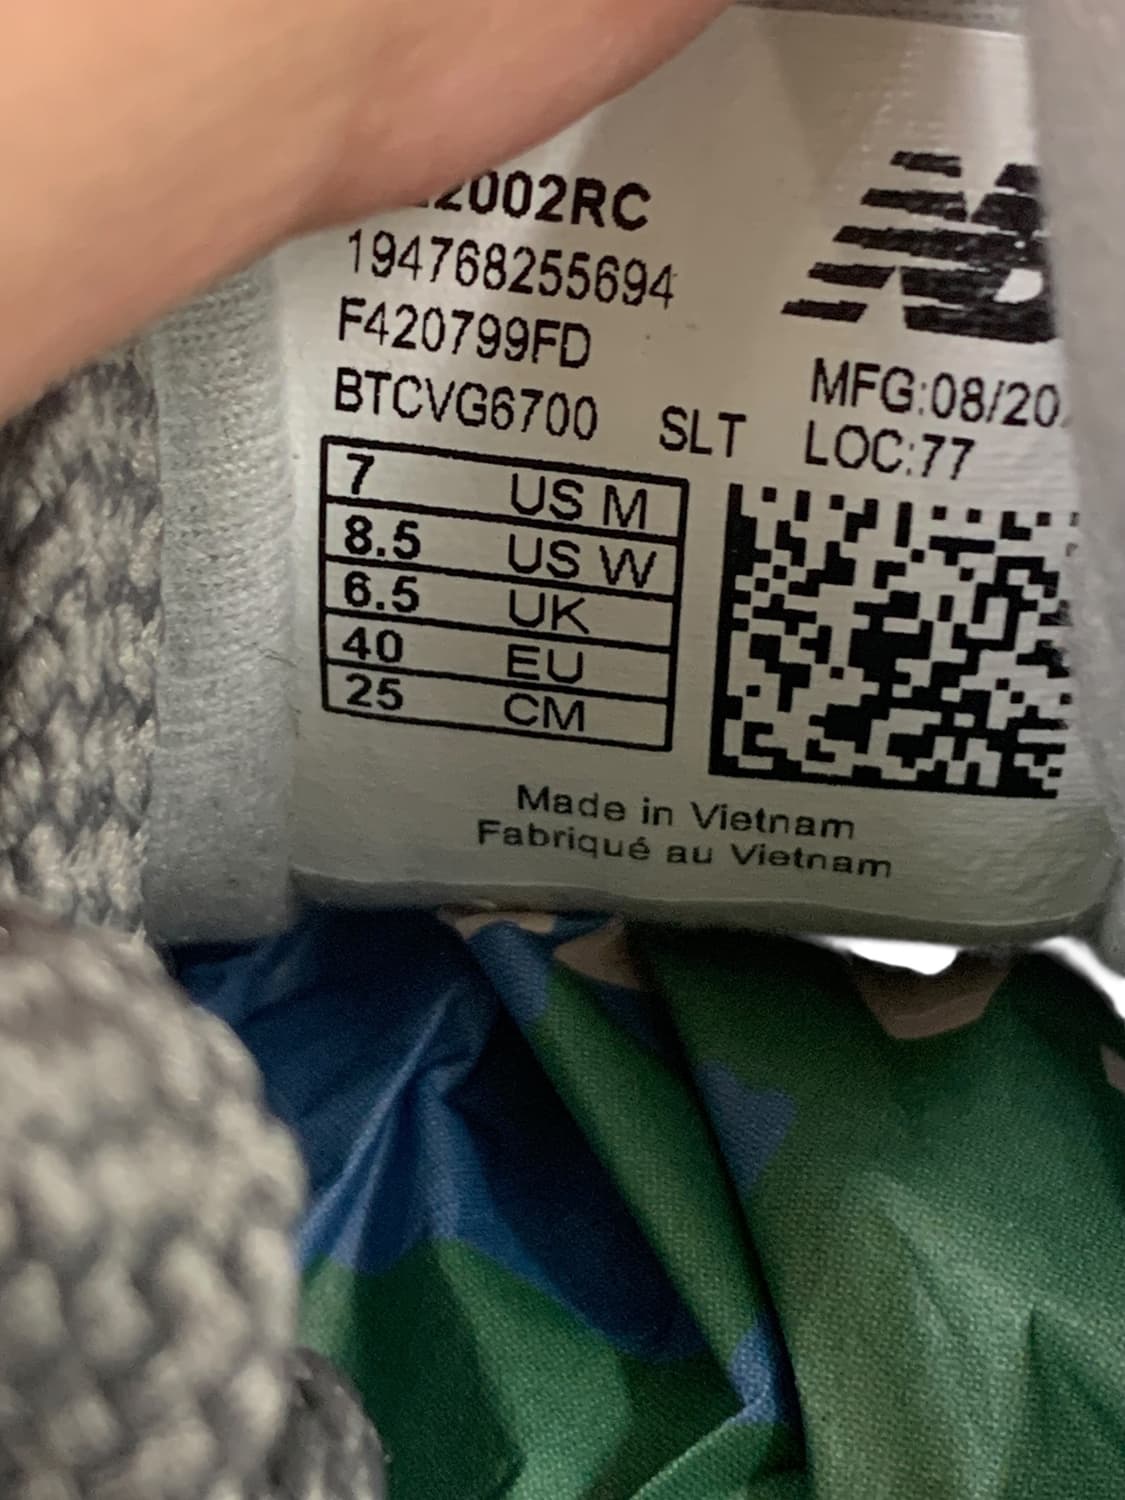 2002RC
194768255694
F420799FD
BTCVG6700 SLT
MFG:08/20
LOC:77
7 US M
8.5 US W
6.5 UK
40 EU
25 CM
Made in Vietnam
Fabriqué au Vietnam